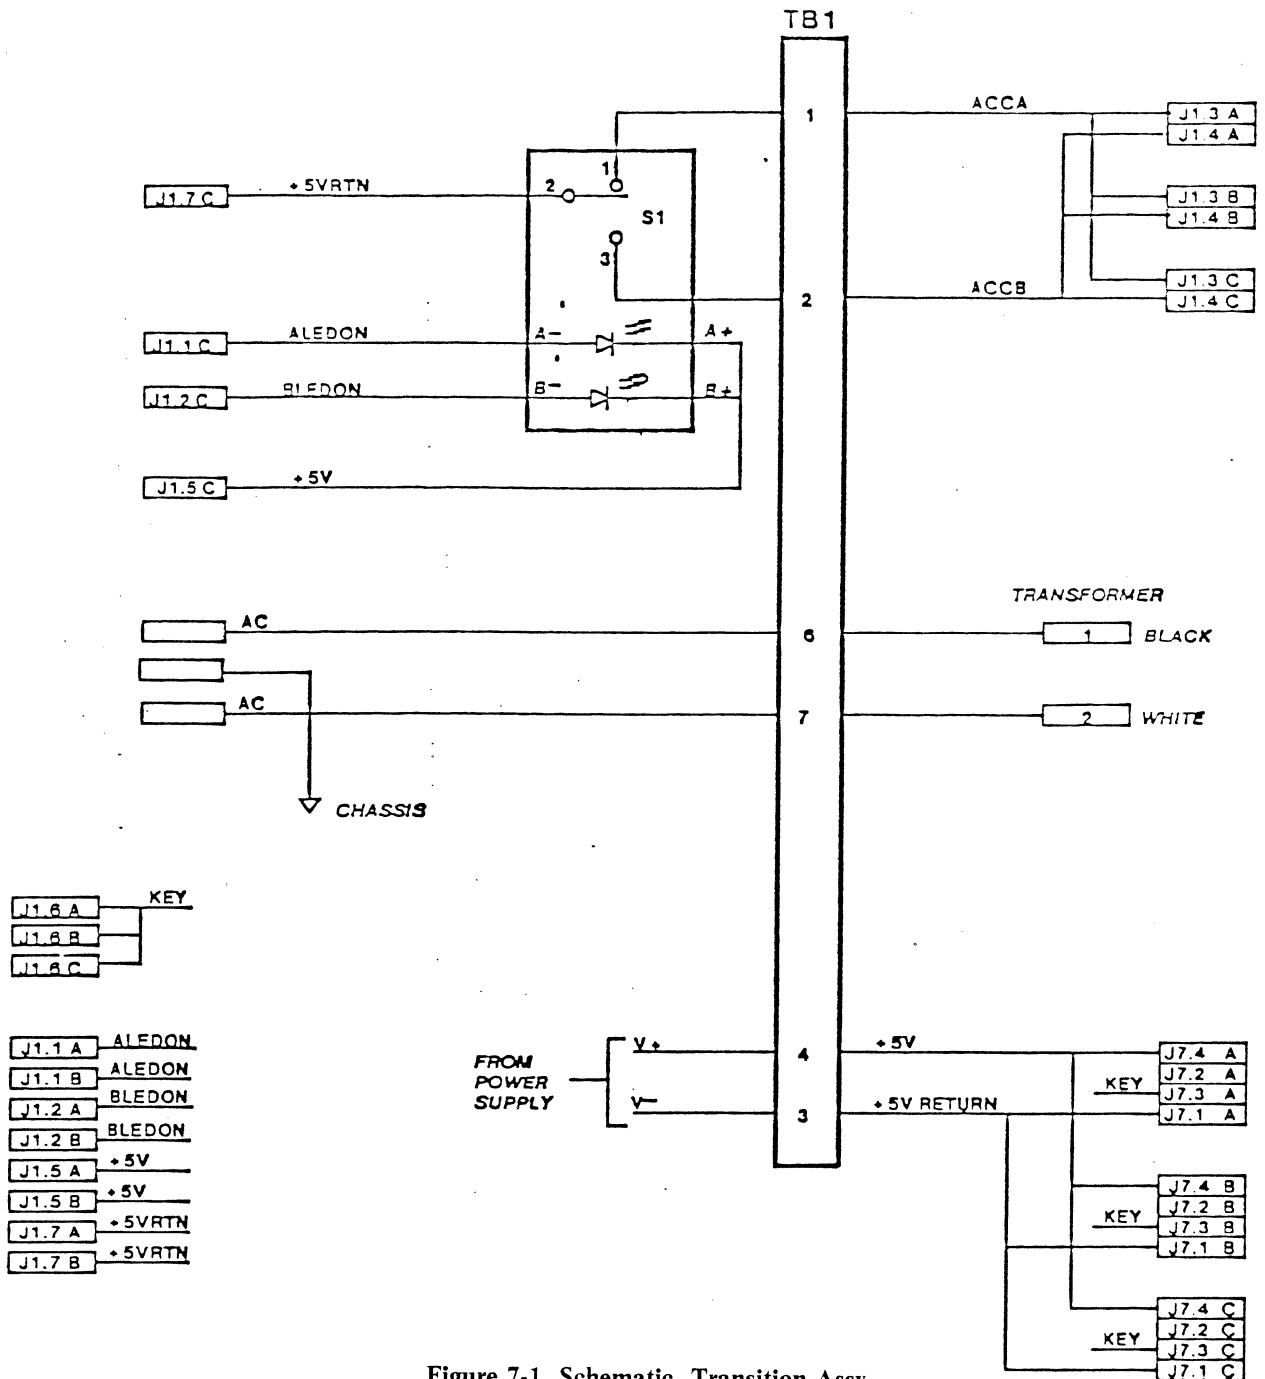 TB1
1
ACCA
J1.3 A
J1.4 A
J1.7 C
+5VRTN
2
1
S1
3
J1.3 B
J1.4 B
2
ACCB
J1.3 C
J1.4 C
J1.1 C
ALEDON
A-
A+
J1.2 C
BLEDON
B-
B+
J1.5 C
+5V
TRANSFORMER
AC
6
1
BLACK
AC
7
2
WHITE
CHASSIS
J1.6 A
KEY
J1.6 B
J1.6 C
J1.1 A
ALEDON
J1.1 B
ALEDON
J1.2 A
BLEDON
J1.2 B
BLEDON
J1.5 A
+5V
J1.5 B
+5V
J1.7 A
+5VRTN
J1.7 B
+5VRTN
FROM
POWER
SUPPLY
V+
V-
4
+5V
3
+5V RETURN
J7.4 A
J7.2 A
KEY
J7.3 A
J7.1 A
J7.4 B
J7.2 B
KEY
J7.3 B
J7.1 B
J7.4 C
J7.2 C
KEY
J7.3 C
J7.1 C
Figure 7-1. Schematic, Transition Assy